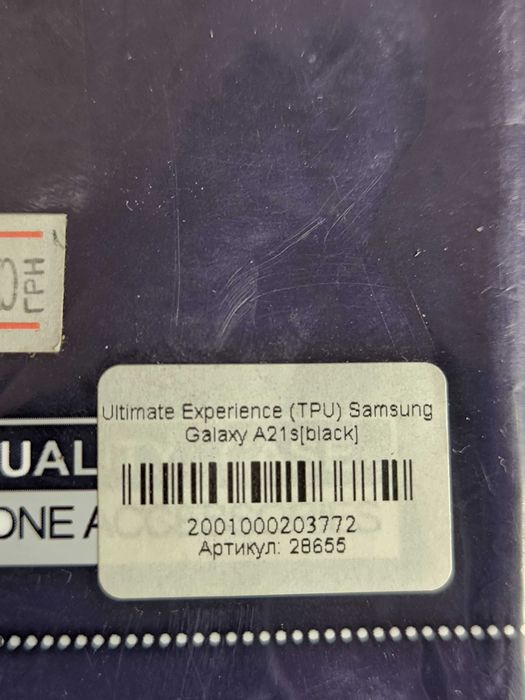 ГРН
Ultimate Experience (TPU) Samsung
Galaxy A21s[black]
UAL
ONE A
2001000203772
Артикул: 28655